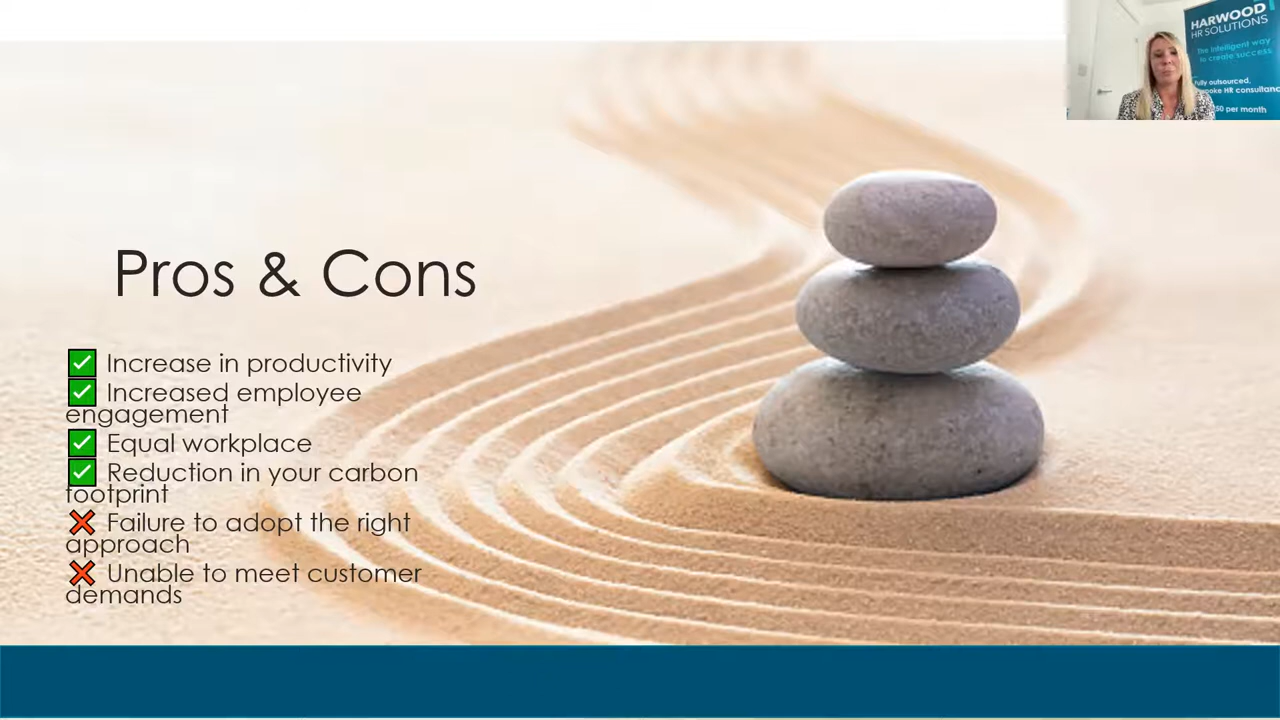 HARWOOD
HR SOLUTIONS
The intelligent way
to create success
fully outsourced,
HR consultanc
50 per month
Pros & Cons
✅ Increase in productivity
✅ Increased employee
engagement
✅ Equal workplace
✅ Reduction in your carbon
footprint
❌ Failure to adopt the right
approach
❌ Unable to meet customer
demands